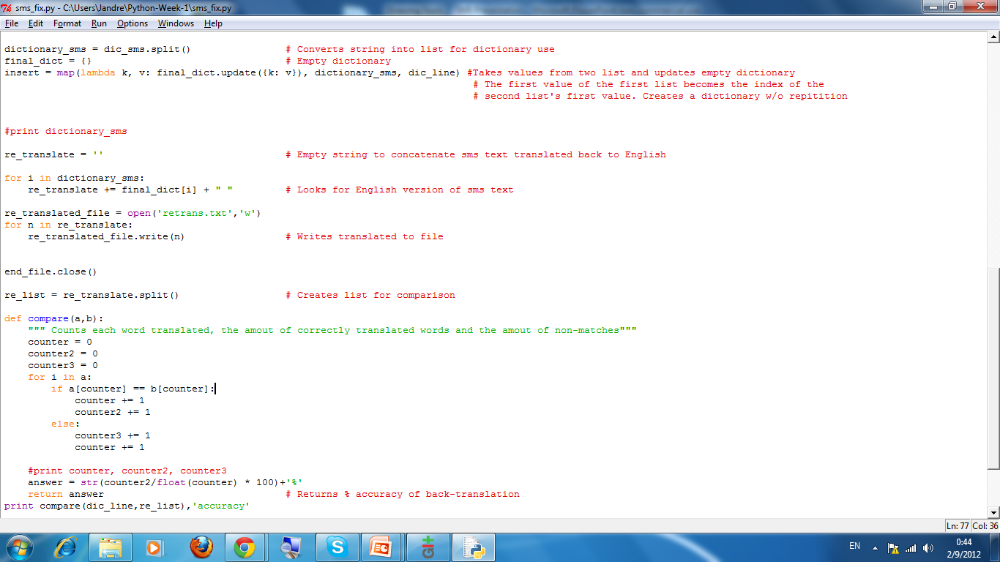 sms_fix.py - C:\Users\Jandre\Python-Week-1\sms_fix.py
File Edit Format Run Options Windows Help
dictionary_sms = dic_sms.split() # Converts string into list for dictionary use
final_dict = {} # Empty dictionary
insert = map(lambda k, v: final_dict.update({k: v}), dictionary_sms, dic_line) #Takes values from two list and updates empty dictionary
# The first value of the first list becomes the index of the
# second list's first value. Creates a dictionary w/o repitition
#print dictionary_sms
re_translate = '' # Empty string to concatenate sms text translated back to English
for i in dictionary_sms:
    re_translate += final_dict[i] + " " # Looks for English version of sms text
re_translated_file = open('retrans.txt','w')
for n in re_translate:
    re_translated_file.write(n) # Writes translated to file
end_file.close()
re_list = re_translate.split() # Creates list for comparison
def compare(a,b):
    """ Counts each word translated, the amout of correctly translated words and the amout of non-matches"""
    counter = 0
    counter2 = 0
    counter3 = 0
    for i in a:
        if a[counter] == b[counter]:
            counter += 1
            counter2 += 1
        else:
            counter3 += 1
            counter += 1
    #print counter, counter2, counter3
    answer = str(counter2/float(counter) * 100)+'%'
    return answer # Returns % accuracy of back-translation
print compare(dic_line,re_list),'accuracy'
Ln: 77 Col: 36
EN
0:44
2/9/2012